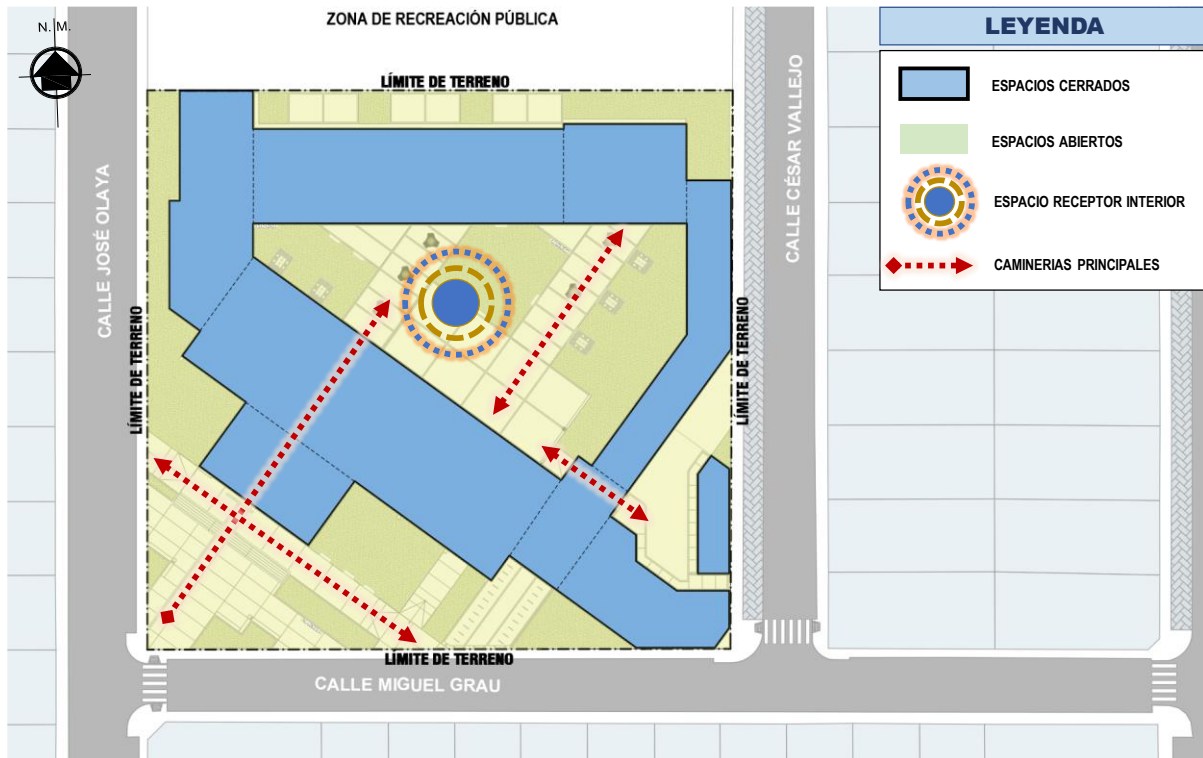 ZONA DE RECREACIÓN PÚBLICA
N. M.
LEYENDA
LÍMITE DE TERRENO
ESPACIOS CERRADOS
ESPACIOS ABIERTOS
ESPACIO RECEPTOR INTERIOR
CAMINERIAS PRINCIPALES
CALLE JOSÉ OLAYA
CALLE CÉSAR VALLEJO
LÍMITE DE TERRENO
LÍMITE DE TERRENO
LÍMITE DE TERRENO
CALLE MIGUEL GRAU